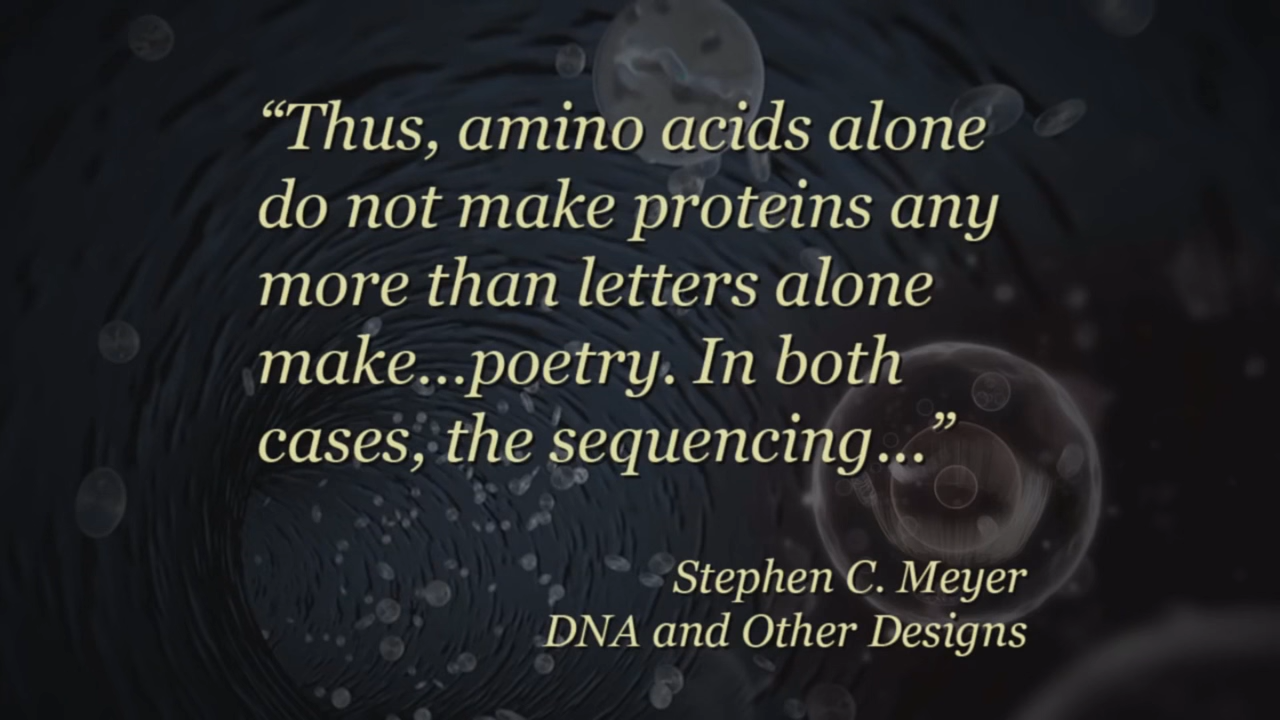 “Thus, amino acids alone
do not make proteins any
more than letters alone
make...poetry. In both
cases, the sequencing...”
Stephen C. Meyer
DNA and Other Designs